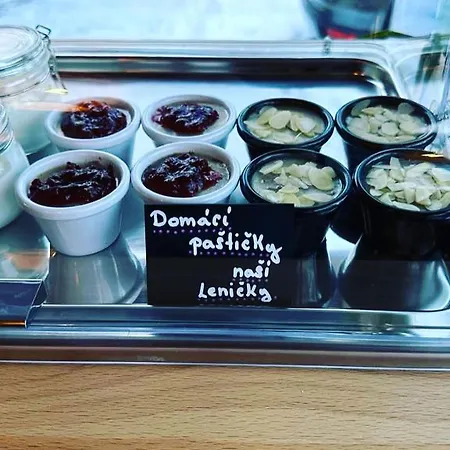 Domácí
paštičky
naší
Leničky